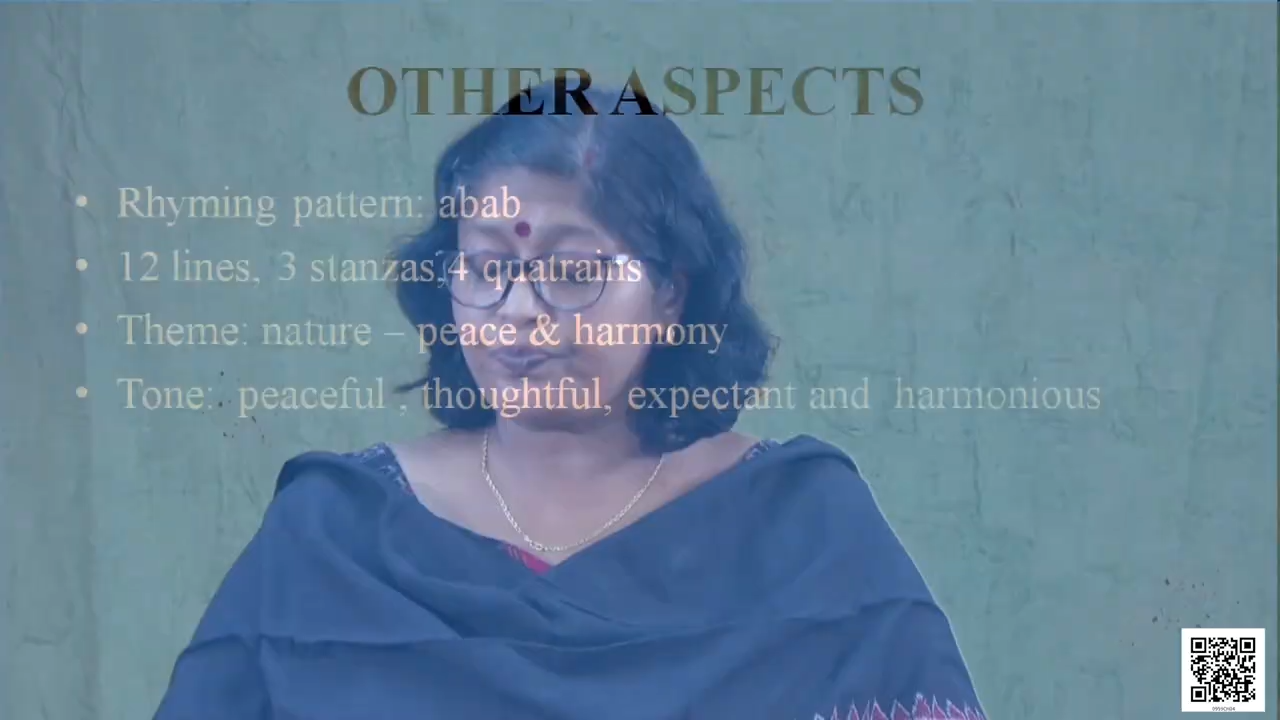 OTHER ASPECTS
• Rhyming pattern: abab
• 12 lines, 3 stanzas,4 quatrains
• Theme: nature – peace & harmony
• Tone: peaceful , thoughtful, expectant and harmonious